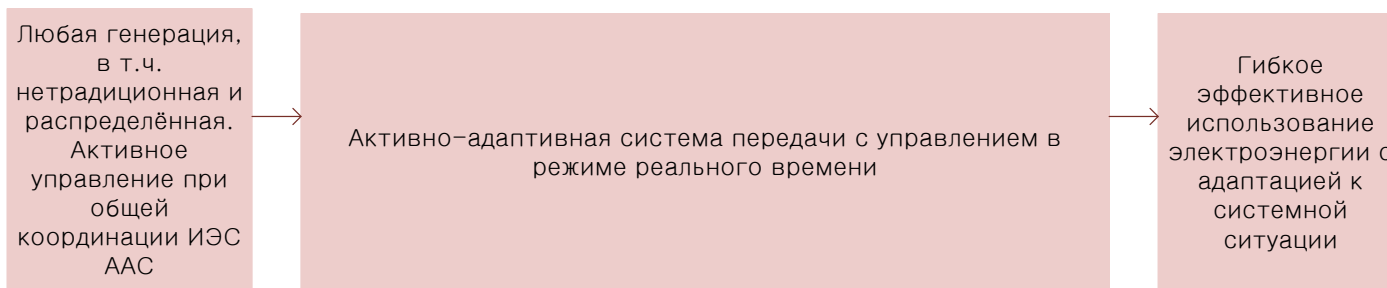 Любая генерация,
в т.ч.
нетрадиционная и
распределённая.
Активное
управление при
общей
координации ИЭС
ААС
Активно-адаптивная система передачи с управлением в
режиме реального времени
Гибкое
эффективное
использование
электроэнергии с
адаптацией к
системной
ситуации